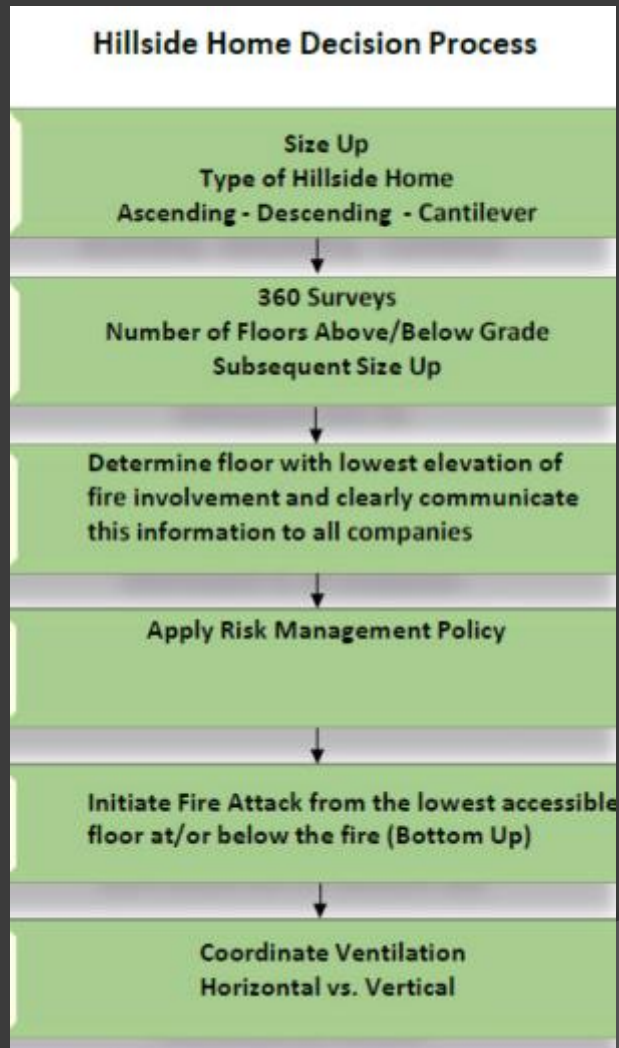 Hillside Home Decision Process
Size Up
Type of Hillside Home
Ascending - Descending - Cantilever
360 Surveys
Number of Floors Above/Below Grade
Subsequent Size Up
Determine floor with lowest elevation of
fire involvement and clearly communicate
this information to all companies
Apply Risk Management Policy
Initiate Fire Attack from the lowest accessible
floor at/or below the fire (Bottom Up)
Coordinate Ventilation
Horizontal vs. Vertical